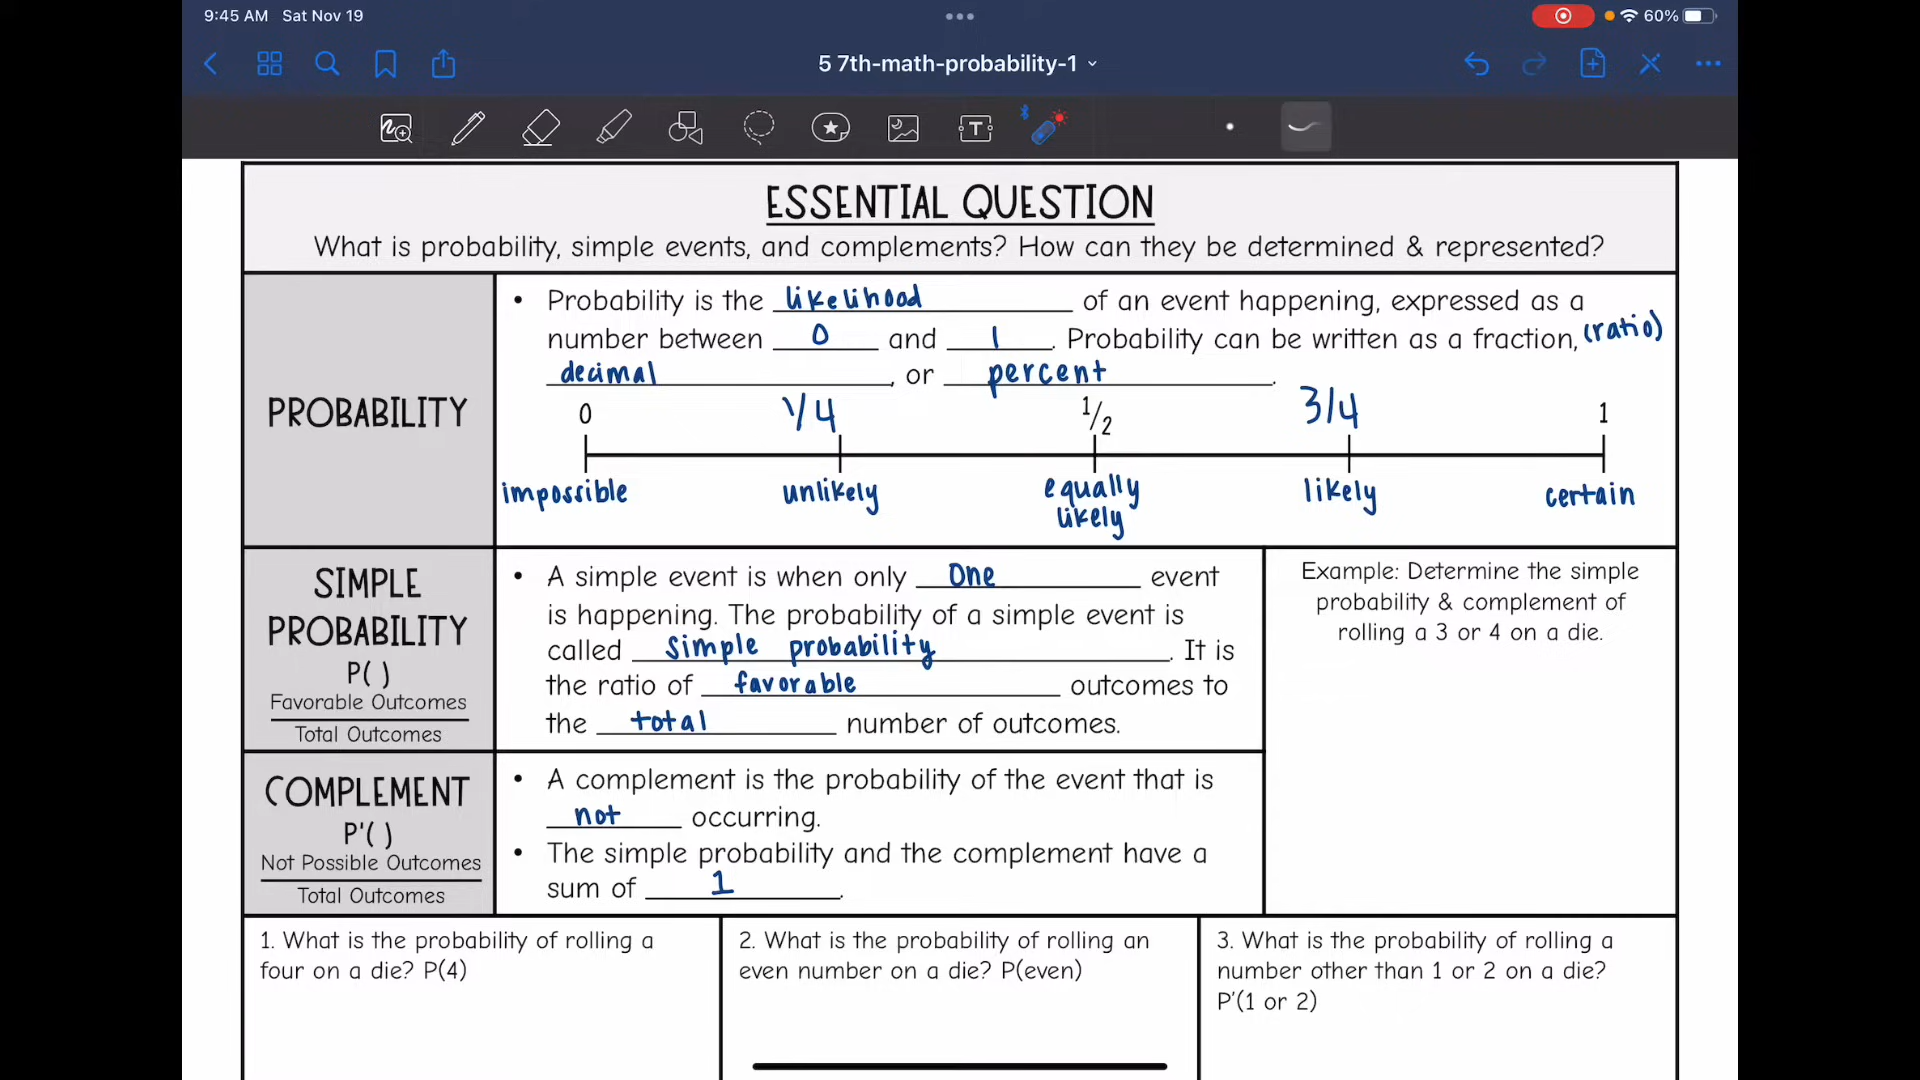 9:45 AM Sat Nov 19
60%
5 7th-math-probability-1
T
ESSENTIAL QUESTION
What is probability, simple events, and complements? How can they be determined & represented?
PROBABILITY
• Probability is the likelihood of an event happening, expressed as a
number between 0 and 1. Probability can be written as a fraction, (ratio)
decimal, or percent.
0 1/4 1/2 3/4 1
impossible unlikely equally likely certain
likely
SIMPLE
PROBABILITY
P( )
Favorable Outcomes
Total Outcomes
• A simple event is when only one event
is happening. The probability of a simple event is
called simple probability. It is
the ratio of favorable outcomes to
the total number of outcomes.
Example: Determine the simple
probability & complement of
rolling a 3 or 4 on a die.
COMPLEMENT
P'( )
Not Possible Outcomes
Total Outcomes
• A complement is the probability of the event that is
not occurring.
• The simple probability and the complement have a
sum of 1.
1. What is the probability of rolling a
four on a die? P(4)
2. What is the probability of rolling an
even number on a die? P(even)
3. What is the probability of rolling a
number other than 1 or 2 on a die?
P'(1 or 2)